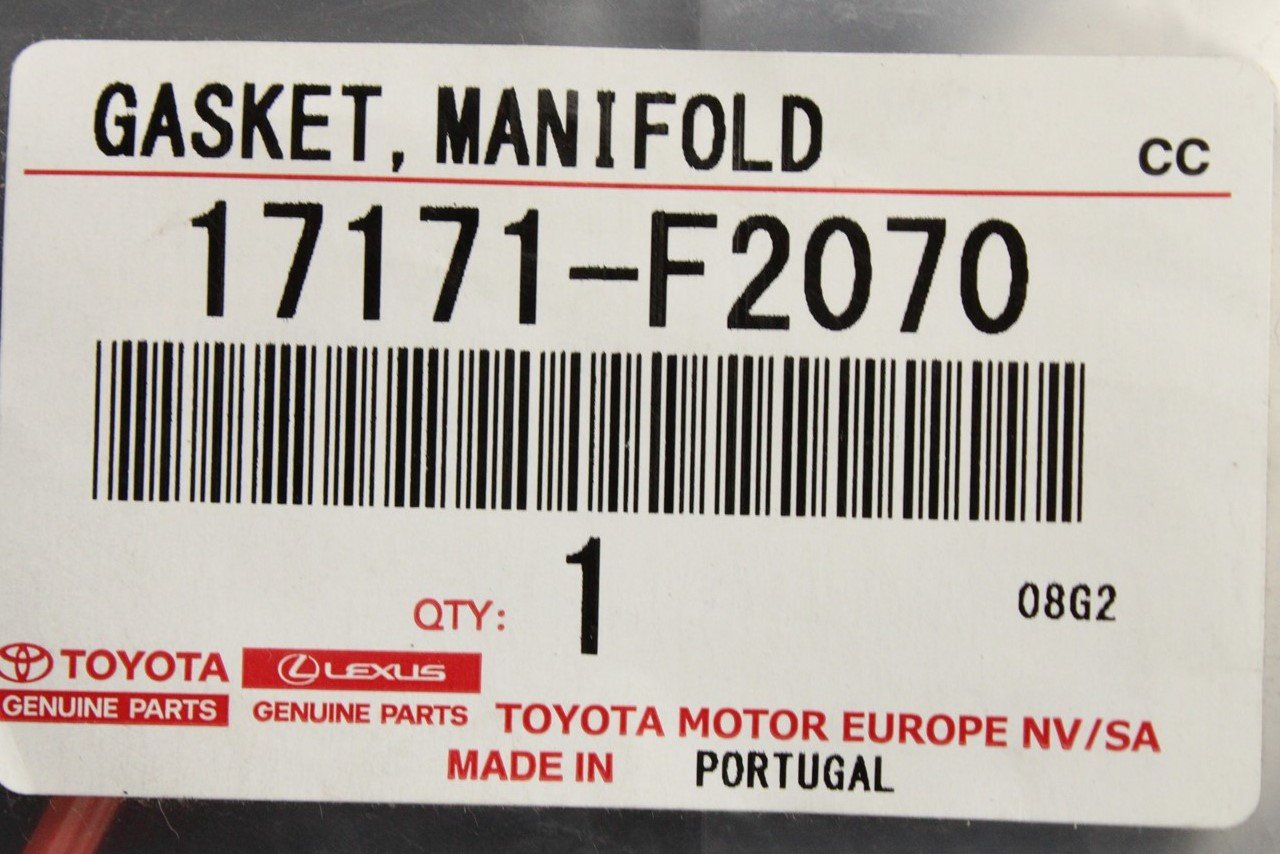 GASKET, MANIFOLD
CC
17171-F2070
QTY: 1
08G2
TOYOTA
GENUINE PARTS
LEXUS
GENUINE PARTS
TOYOTA MOTOR EUROPE NV/SA
MADE IN PORTUGAL